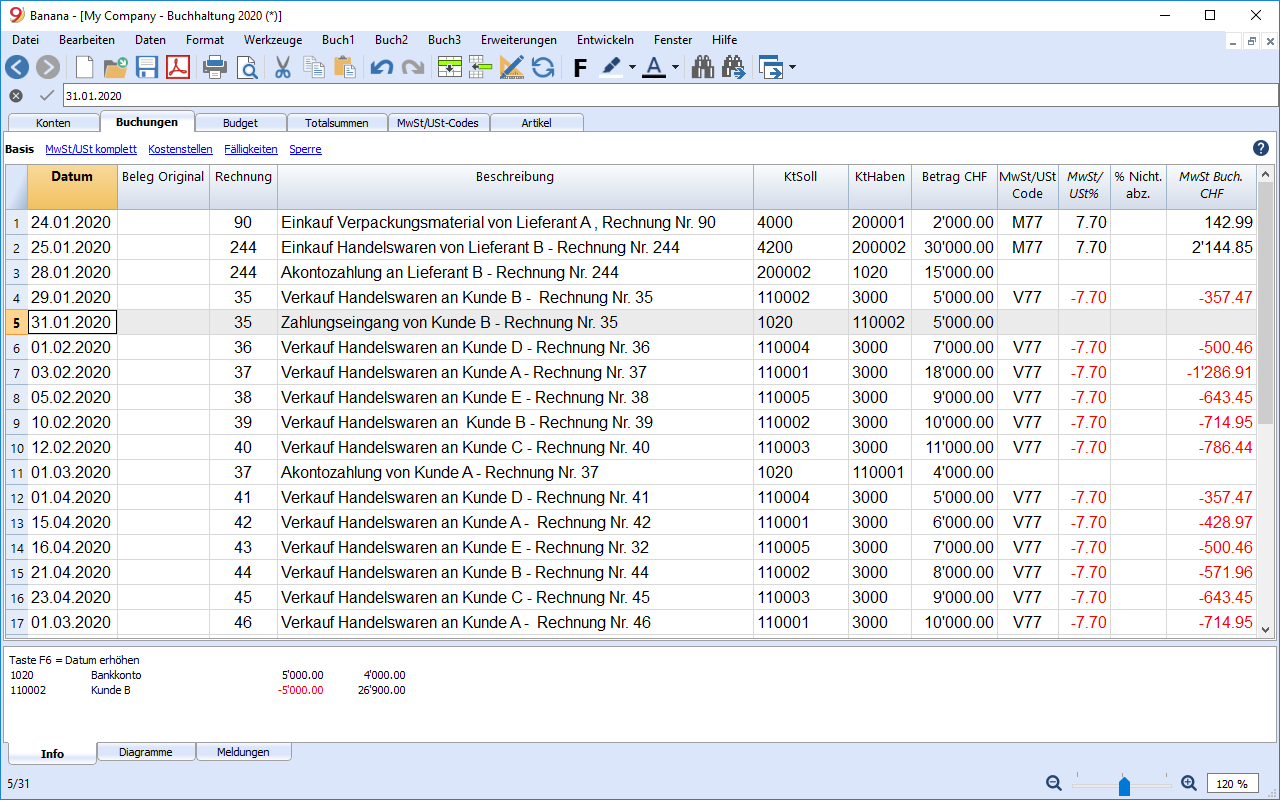 Banana - [My Company - Buchhaltung 2020 (*)]
Datei Bearbeiten Daten Format Werkzeuge Buch1 Buch2 Buch3 Erweiterungen Entwickeln Fenster Hilfe
F A
31.01.2020
Konten Buchungen Budget Totalsummen MwSt/USt-Codes Artikel
Basis MwSt/USt komplett Kostenstellen Fälligkeiten Sperre ?
Datum Beleg Original Rechnung Beschreibung KtSoll KtHaben Betrag CHF MwSt/USt MwSt/ % Nicht. MwSt Buch.
Code USt% abz. CHF
1 24.01.2020 90 Einkauf Verpackungsmaterial von Lieferant A , Rechnung Nr. 90 4000 200001 2'000.00 M77 7.70 142.99
2 25.01.2020 244 Einkauf Handelswaren von Lieferant B - Rechnung Nr. 244 4200 200002 30'000.00 M77 7.70 2'144.85
3 28.01.2020 244 Akontozahlung an Lieferant B - Rechnung Nr. 244 200002 1020 15'000.00
4 29.01.2020 35 Verkauf Handelswaren an Kunde B -  Rechnung Nr. 35 110002 3000 5'000.00 V77 -7.70 -357.47
5 31.01.2020 35 Zahlungseingang von Kunde B - Rechnung Nr. 35 1020 110002 5'000.00
6 01.02.2020 36 Verkauf Handelswaren an Kunde D - Rechnung Nr. 36 110004 3000 7'000.00 V77 -7.70 -500.46
7 03.02.2020 37 Verkauf Handelswaren an Kunde A - Rechnung Nr. 37 110001 3000 18'000.00 V77 -7.70 -1'286.91
8 05.02.2020 38 Verkauf Handelswaren an Kunde E - Rechnung Nr. 38 110005 3000 9'000.00 V77 -7.70 -643.45
9 10.02.2020 39 Verkauf Handelswaren an  Kunde B - Rechnung Nr. 39 110002 3000 10'000.00 V77 -7.70 -714.95
10 12.02.2020 40 Verkauf Handelswaren an Kunde C - Rechnung Nr. 40 110003 3000 11'000.00 V77 -7.70 -786.44
11 01.03.2020 37 Akontozahlung von Kunde A - Rechnung Nr. 37 1020 110001 4'000.00
12 01.04.2020 41 Verkauf Handelswaren an Kunde D - Rechnung Nr. 41 110004 3000 5'000.00 V77 -7.70 -357.47
13 15.04.2020 42 Verkauf Handelswaren an Kunde A -  Rechnung Nr. 42 110001 3000 6'000.00 V77 -7.70 -428.97
14 16.04.2020 43 Verkauf Handelswaren an Kunde E - Rechnung Nr. 32 110005 3000 7'000.00 V77 -7.70 -500.46
15 21.04.2020 44 Verkauf Handelswaren an Kunde B - Rechnung Nr. 44 110002 3000 8'000.00 V77 -7.70 -571.96
16 23.04.2020 45 Verkauf Handelswaren an Kunde C - Rechnung Nr. 45 110003 3000 9'000.00 V77 -7.70 -643.45
17 01.03.2020 46 Verkauf Handelswaren an Kunde A -  Rechnung Nr. 46 110001 3000 10'000.00 V77 -7.70 -714.95
Taste F6 = Datum erhöhen
1020 Bankkonto 5'000.00 4'000.00
110002 Kunde B -5'000.00 26'900.00
Info Diagramme Meldungen
5/31 120 %